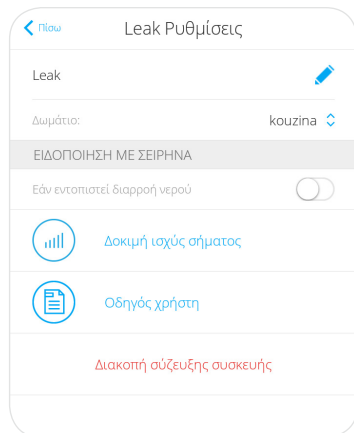 Πίσω
Leak Ρυθμίσεις
Leak
Δωμάτιο:
kouzina
ΕΙΔΟΠΟΙΗΣΗ ΜΕ ΣΕΙΡΗΝΑ
Εάν εντοπιστεί διαρροή νερού
Δοκιμή ισχύς σήματος
Οδηγός χρήστη
Διακοπή σύζευξης συσκευής